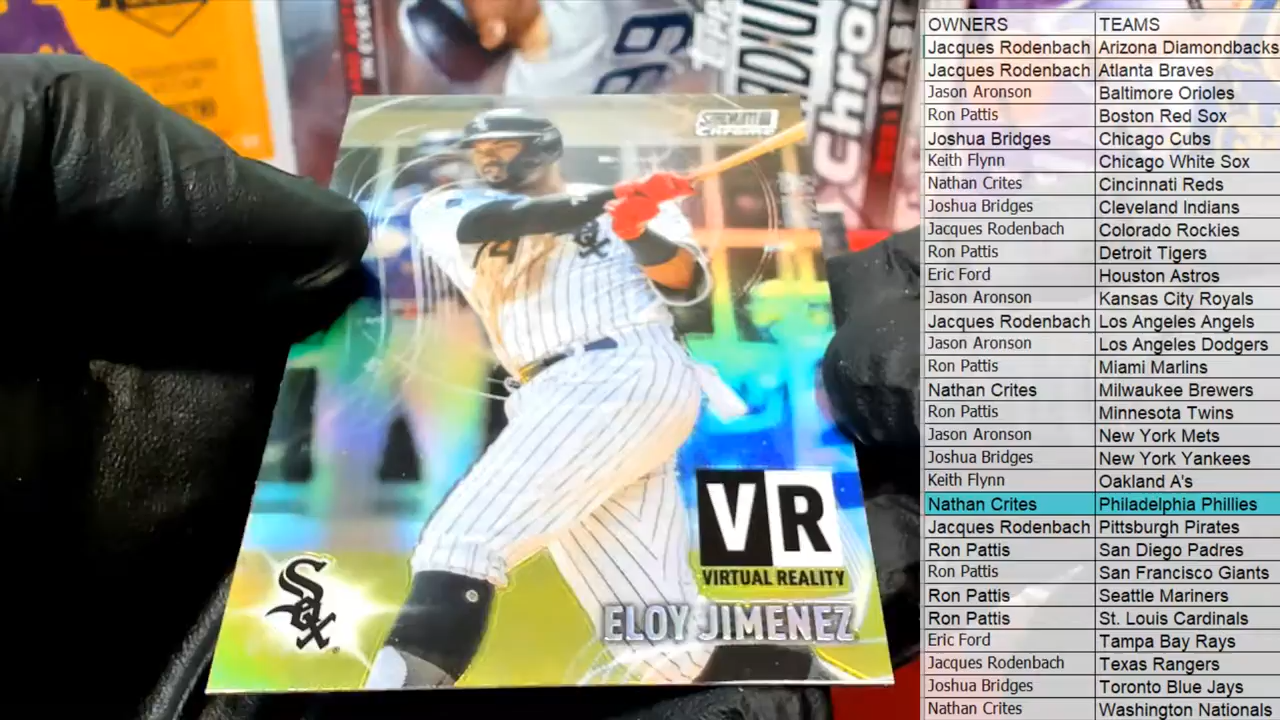 OWNERS TEAMS
Jacques Rodenbach Arizona Diamondbacks
Jacques Rodenbach Atlanta Braves
Jason Aronson Baltimore Orioles
Ron Pattis Boston Red Sox
Joshua Bridges Chicago Cubs
Keith Flynn Chicago White Sox
Nathan Crites Cincinnati Reds
Joshua Bridges Cleveland Indians
Jacques Rodenbach Colorado Rockies
Ron Pattis Detroit Tigers
Eric Ford Houston Astros
Jason Aronson Kansas City Royals
Jacques Rodenbach Los Angeles Angels
Jason Aronson Los Angeles Dodgers
Ron Pattis Miami Marlins
Nathan Crites Milwaukee Brewers
Ron Pattis Minnesota Twins
Jason Aronson New York Mets
Joshua Bridges New York Yankees
Keith Flynn Oakland A's
Nathan Crites Philadelphia Phillies
Jacques Rodenbach Pittsburgh Pirates
Ron Pattis San Diego Padres
Ron Pattis San Francisco Giants
Ron Pattis Seattle Mariners
Ron Pattis St. Louis Cardinals
Eric Ford Tampa Bay Rays
Jacques Rodenbach Texas Rangers
Joshua Bridges Toronto Blue Jays
Nathan Crites Washington Nationals
99
Chro
STADIUM
CHROME
74
Sox
VR
VIRTUAL REALITY
ELOY JIMENEZ
Sox